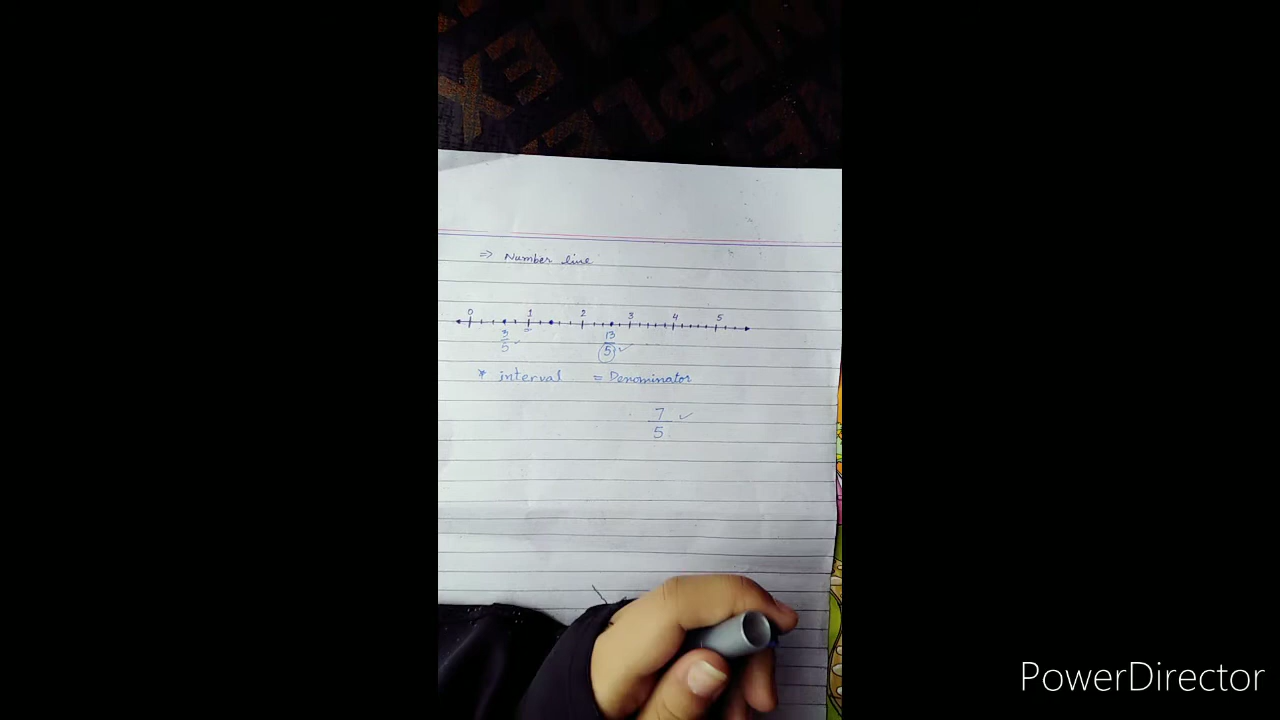 ⇒ Number line
0 1 2 3 4 5
3/5 ✓ 13/5 ✓
* interval = Denominator
7/5 ✓
PowerDirector